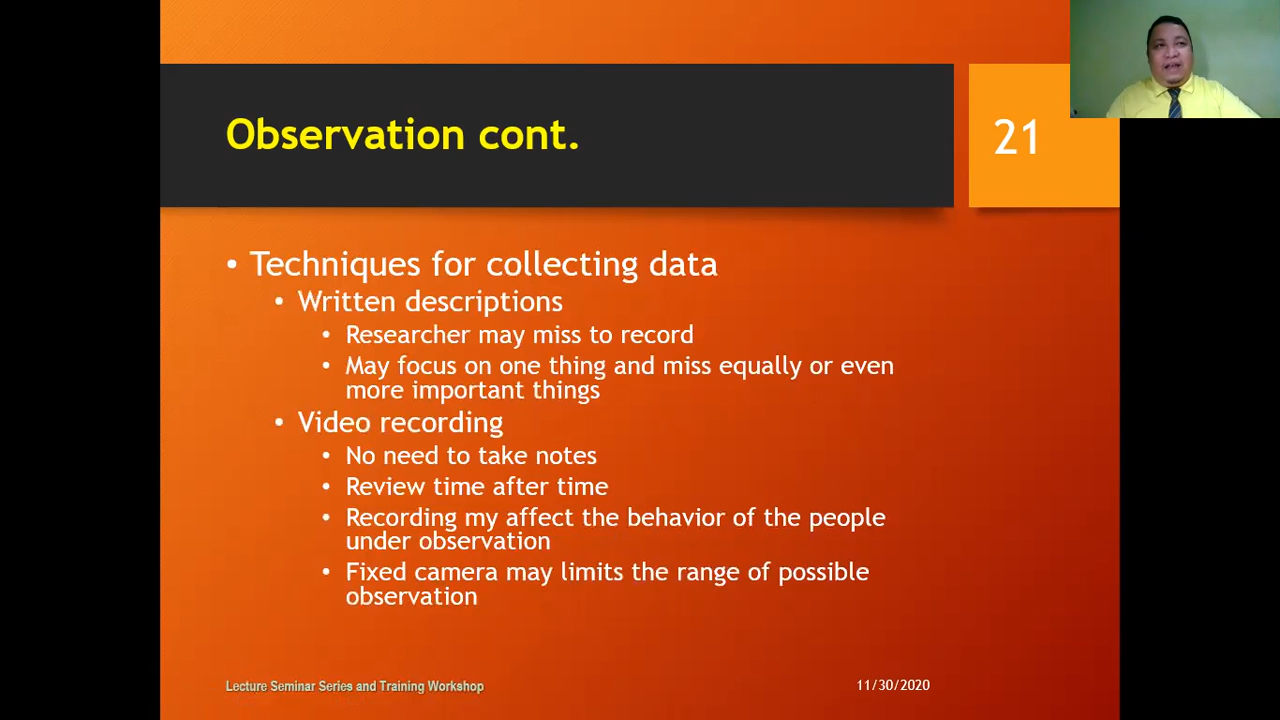 Observation cont.
21
• Techniques for collecting data
• Written descriptions
• Researcher may miss to record
• May focus on one thing and miss equally or even
more important things
• Video recording
• No need to take notes
• Review time after time
• Recording my affect the behavior of the people
under observation
• Fixed camera may limits the range of possible
observation
Lecture Seminar Series and Training Workshop
11/30/2020